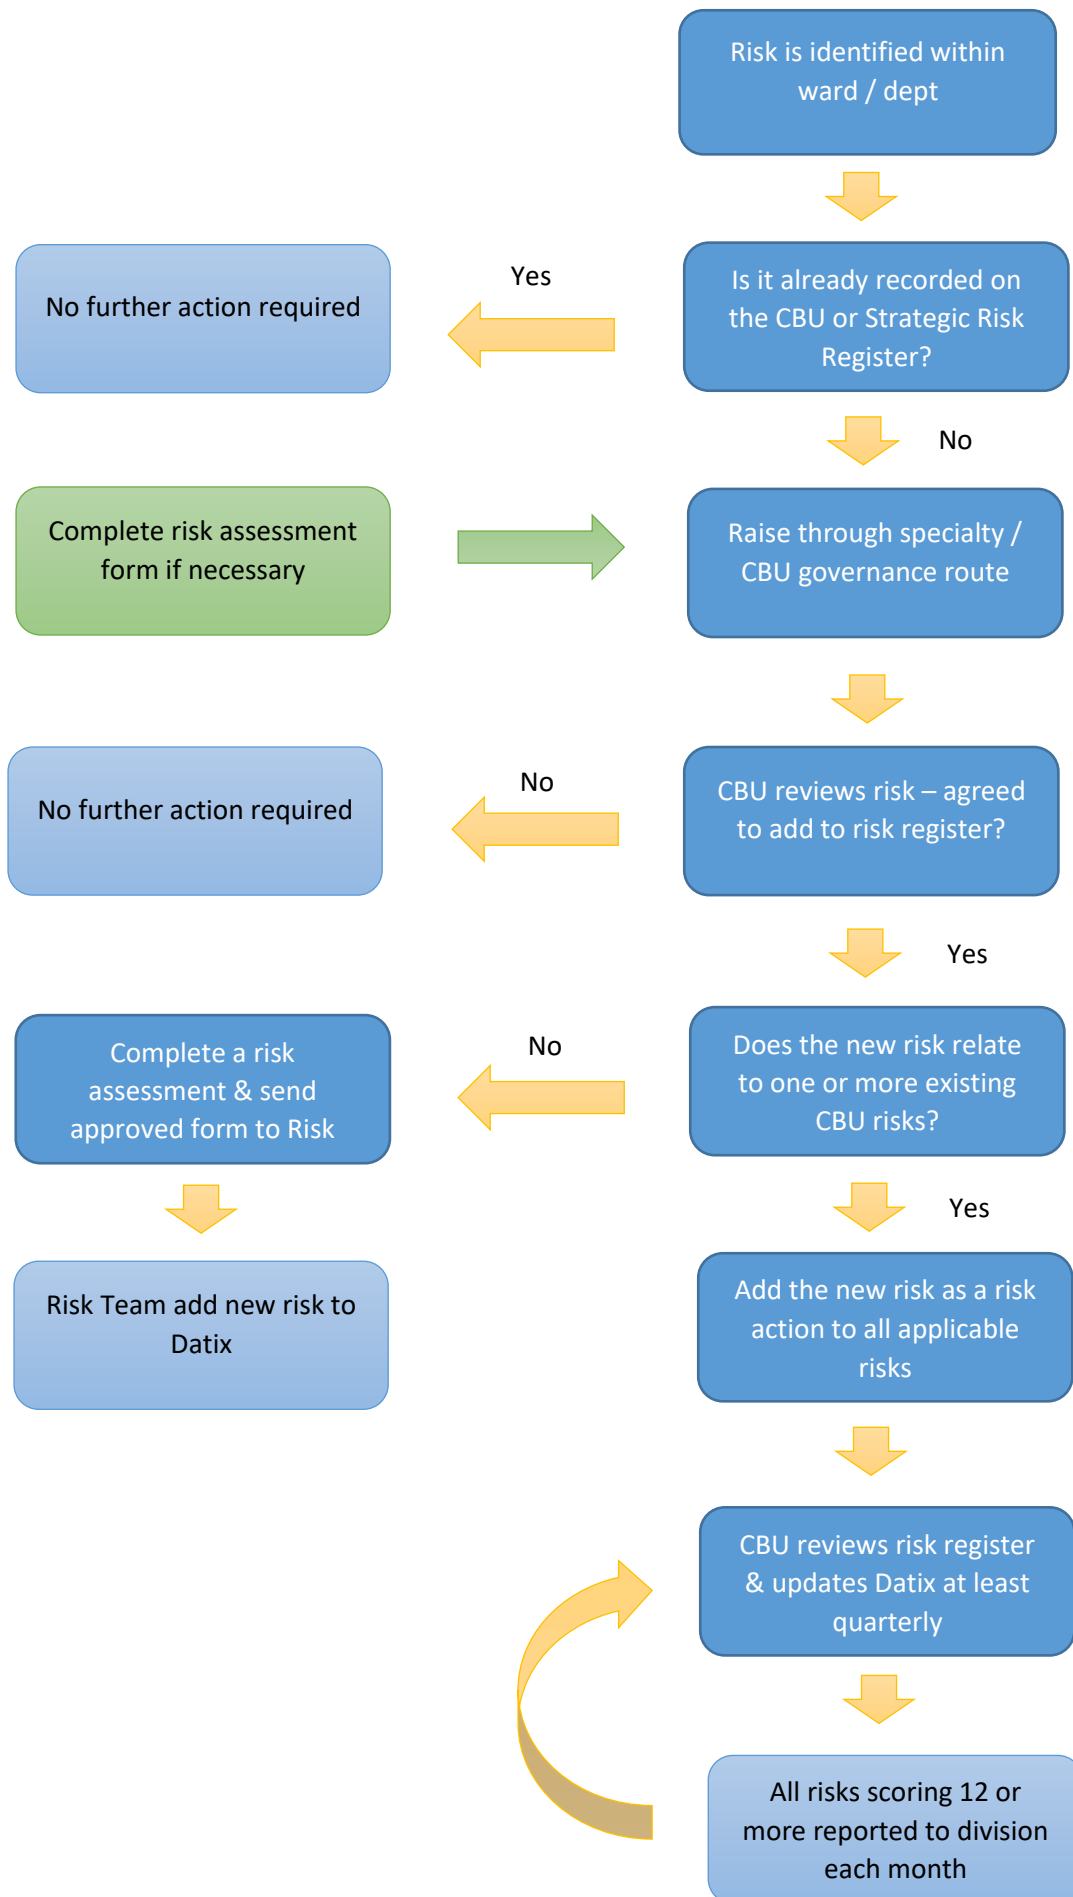 Risk is identified within
ward / dept
Is it already recorded on
the CBU or Strategic Risk
Register?
Yes
No further action required
No
Complete risk assessment
form if necessary
Raise through specialty /
CBU governance route
CBU reviews risk – agreed
to add to risk register?
No
No further action required
Yes
Does the new risk relate
to one or more existing
CBU risks?
No
Complete a risk
assessment & send
approved form to Risk
Risk Team add new risk to
Datix
Yes
Add the new risk as a risk
action to all applicable
risks
CBU reviews risk register
& updates Datix at least
quarterly
All risks scoring 12 or
more reported to division
each month